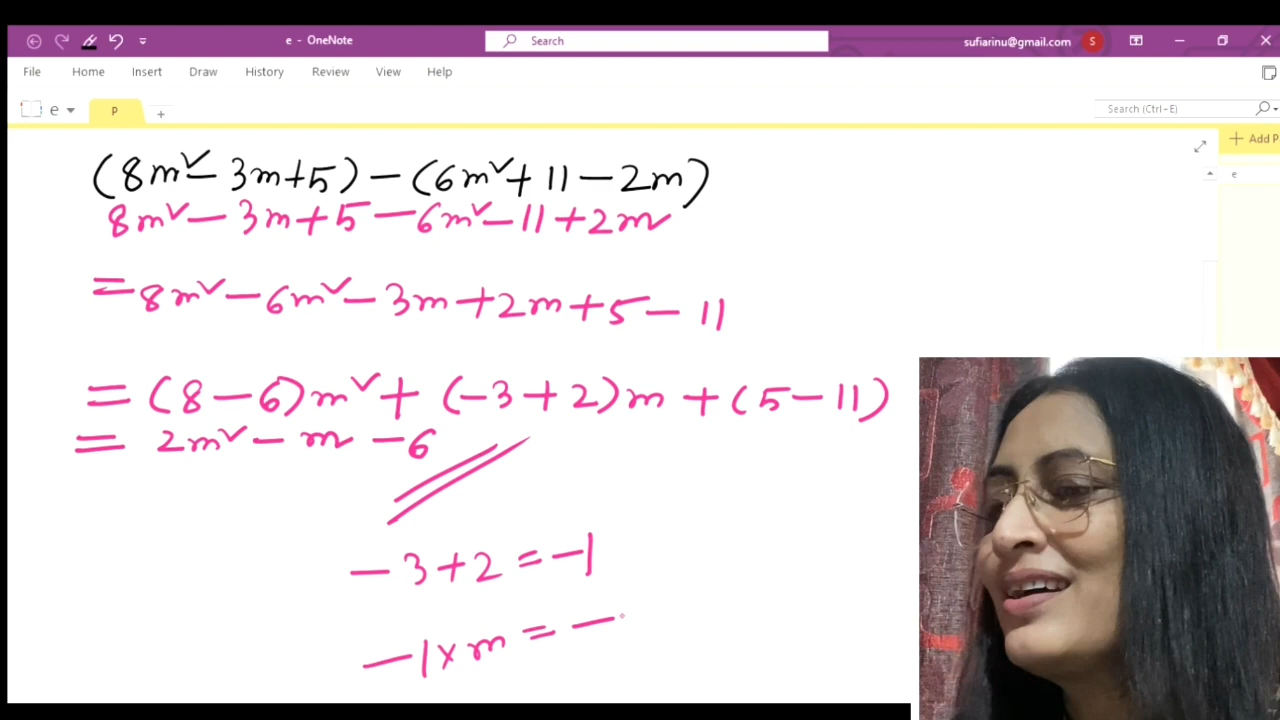 e - OneNote
Search
sufiarinu@gmail.com
S
File Home Insert Draw History Review View Help
e
P
+
Search (Ctrl-E)
+ Add P
e
(8m² - 3m + 5) - (6m² + 11 - 2m)
8m² - 3m + 5 - 6m² - 11 + 2m
= 8m² - 6m² - 3m + 2m + 5 - 11
= (8 - 6)m² + (-3 + 2)m + (5 - 11)
= 2m² - m - 6
- 3 + 2 = -1
- 1 × m = -